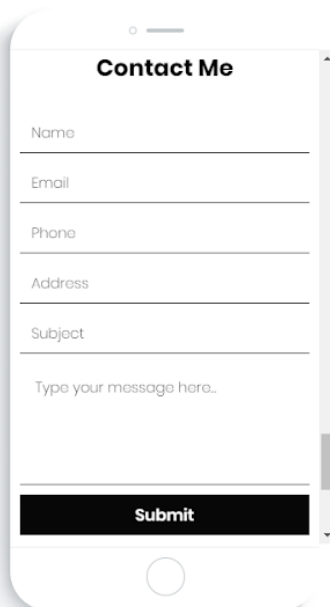 Contact Me
Name
Email
Phone
Address
Subject
Type your message here...
Submit